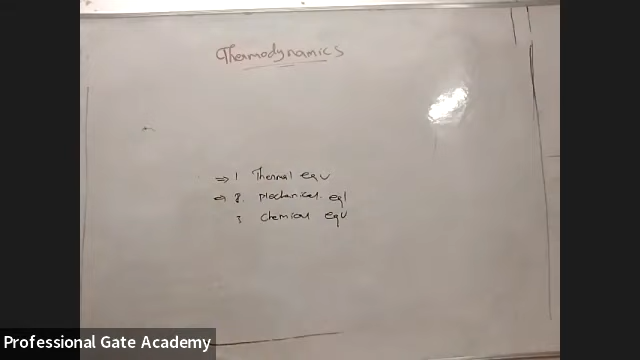 Thermodynamics
⇒ 1 Thermal equ
⇒ 2. Mechanical. eql
3 chemical equ
Professional Gate Academy